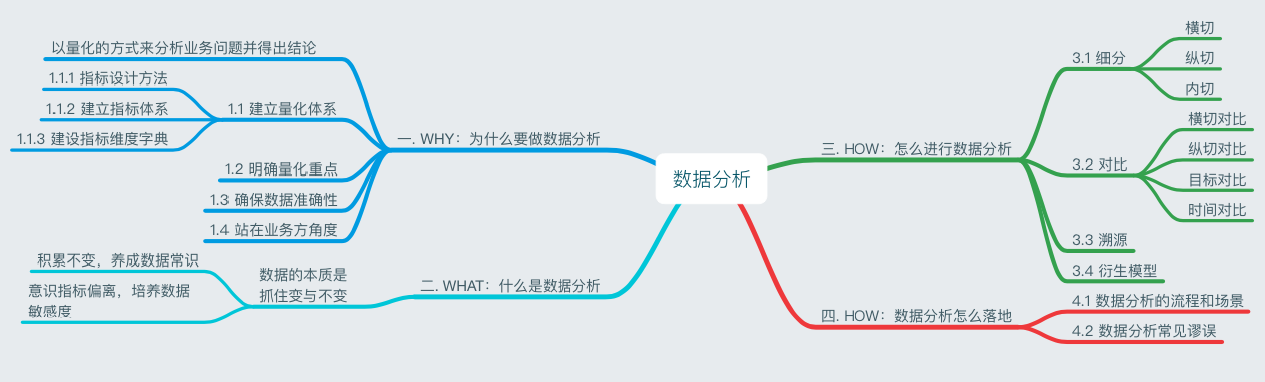 数据分析
一. WHY：为什么要做数据分析
以量化的方式来分析业务问题并得出结论
1.1 建立量化体系
1.1.1 指标设计方法
1.1.2 建立指标体系
1.1.3 建设指标维度字典
1.2 明确量化重点
1.3 确保数据准确性
1.4 站在业务方角度
二. WHAT：什么是数据分析
数据的本质是
抓住变与不变
积累不变，养成数据常识
意识指标偏离，培养数据
敏感度
三. HOW：怎么进行数据分析
3.1 细分
横切
纵切
内切
3.2 对比
横切对比
纵切对比
目标对比
时间对比
3.3 溯源
3.4 衍生模型
四. HOW：数据分析怎么落地
4.1 数据分析的流程和场景
4.2 数据分析常见谬误